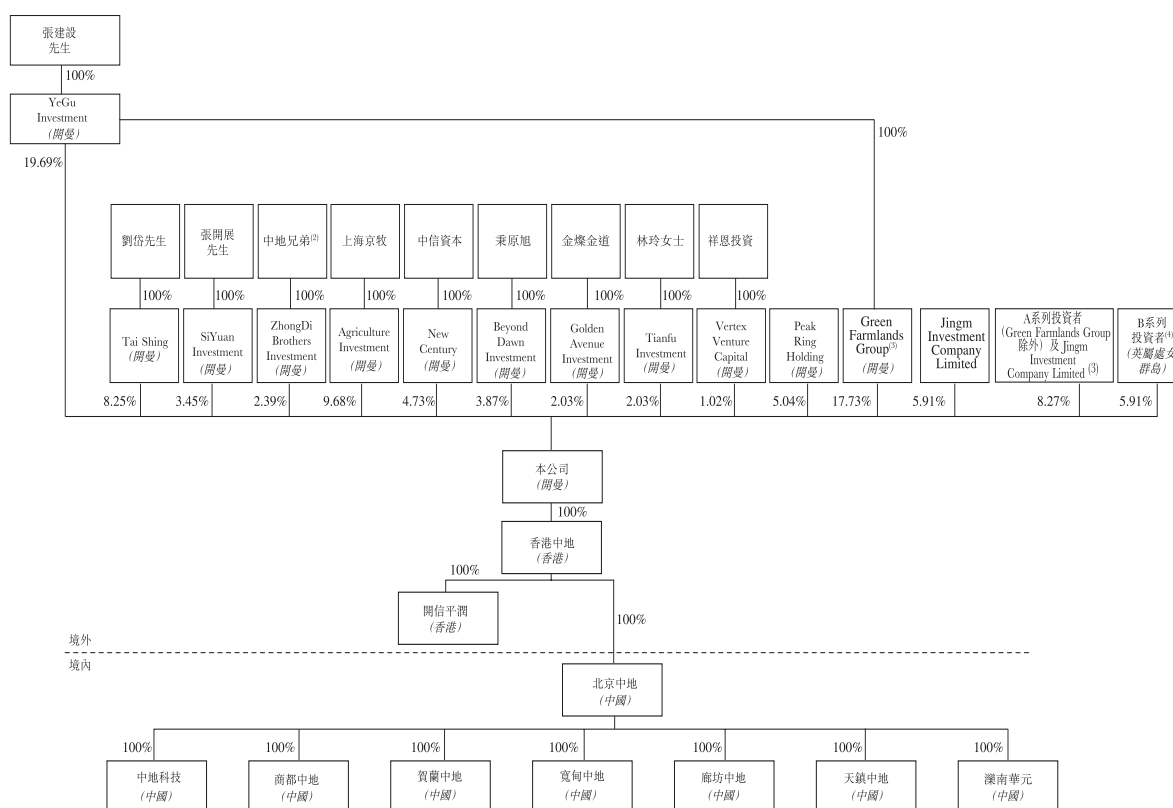 張建設
先生
100%
YeGu
Investment
(開曼)
100%
19.69%
劉岱先生
張開展
先生
中地兄弟(2)
上海京牧
中信資本
秉原旭
金燦金道
林玲女士
祥恩投資
100%
100%
100%
100%
100%
100%
100%
100%
100%
Tai Shing
(開曼)
SiYuan
Investment
(開曼)
ZhongDi
Brothers
Investment
(開曼)
Agriculture
Investment
(開曼)
New
Century
(開曼)
Beyond
Dawn
Investment
(開曼)
Golden
Avenue
Investment
(開曼)
Tianfu
Investment
(開曼)
Vertex
Venture
Capital
(開曼)
Peak
Ring
Holding
(開曼)
Green
Farmlands
Group(3)
(開曼)
Jingm
Investment
Company
Limited
A系列投資者
(Green Farmlands Group
除外）及 Jingm
Investment
Company Limited (3)
B系列
投資者(4)
(英屬處女
群島)
8.25%
3.45%
2.39%
9.68%
4.73%
3.87%
2.03%
2.03%
1.02%
5.04%
17.73%
5.91%
8.27%
5.91%
本公司
(開曼)
100%
香港中地
(香港)
100%
開信平潤
(香港)
100%
境外
境內
北京中地
(中國)
100%
100%
100%
100%
100%
100%
100%
中地科技
(中國)
商都中地
(中國)
賀蘭中地
(中國)
寬甸中地
(中國)
廊坊中地
(中國)
天鎮中地
(中國)
灤南華元
(中國)